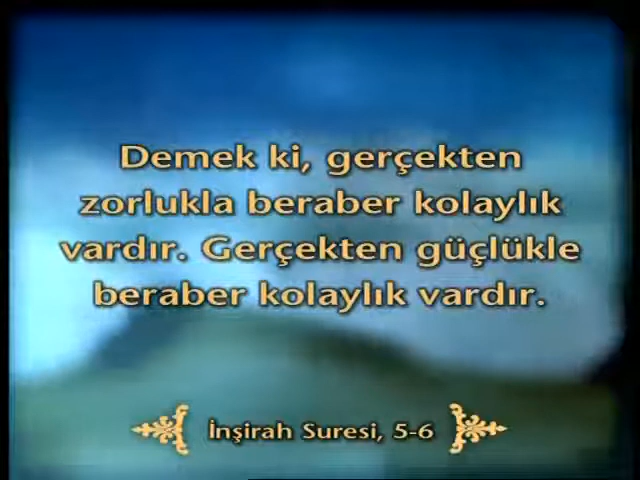 Demek ki, gerçekten
zorlukla beraber kolaylık
vardır. Gerçekten güçlükle
beraber kolaylık vardır.
İnşirah Suresi, 5-6